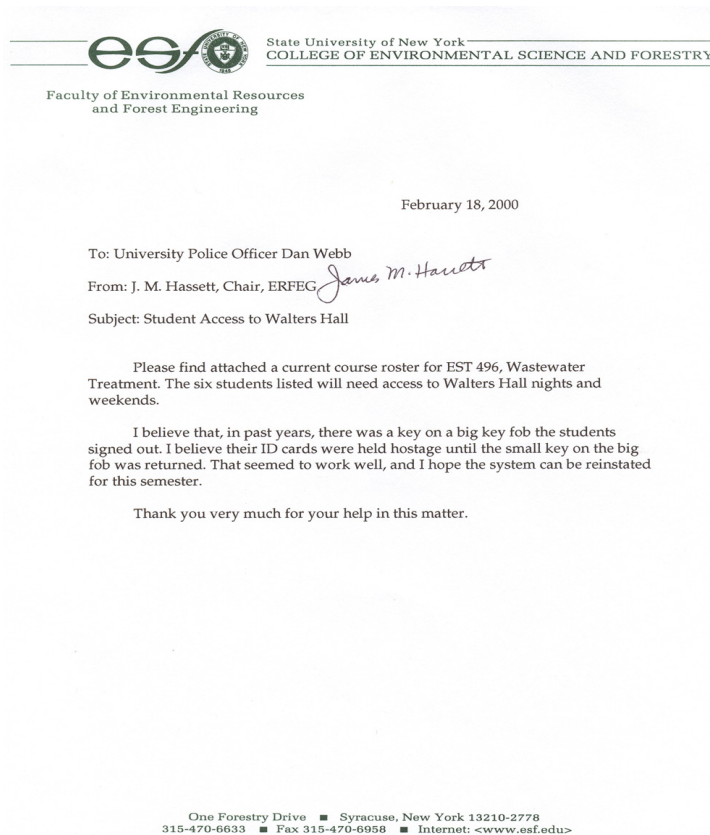 esf
State University of New York
COLLEGE OF ENVIRONMENTAL SCIENCE AND FORESTRY
Faculty of Environmental Resources
and Forest Engineering
February 18, 2000
To: University Police Officer Dan Webb
From: J. M. Hassett, Chair, ERFEG James M. Hassett
Subject: Student Access to Walters Hall
Please find attached a current course roster for EST 496, Wastewater
Treatment. The six students listed will need access to Walters Hall nights and
weekends.
I believe that, in past years, there was a key on a big key fob the students
signed out. I believe their ID cards were held hostage until the small key on the big
fob was returned. That seemed to work well, and I hope the system can be reinstated
for this semester.
Thank you very much for your help in this matter.
One Forestry Drive ■ Syracuse, New York 13210-2778
315-470-6633 ■ Fax 315-470-6958 ■ Internet: <www.esf.edu>